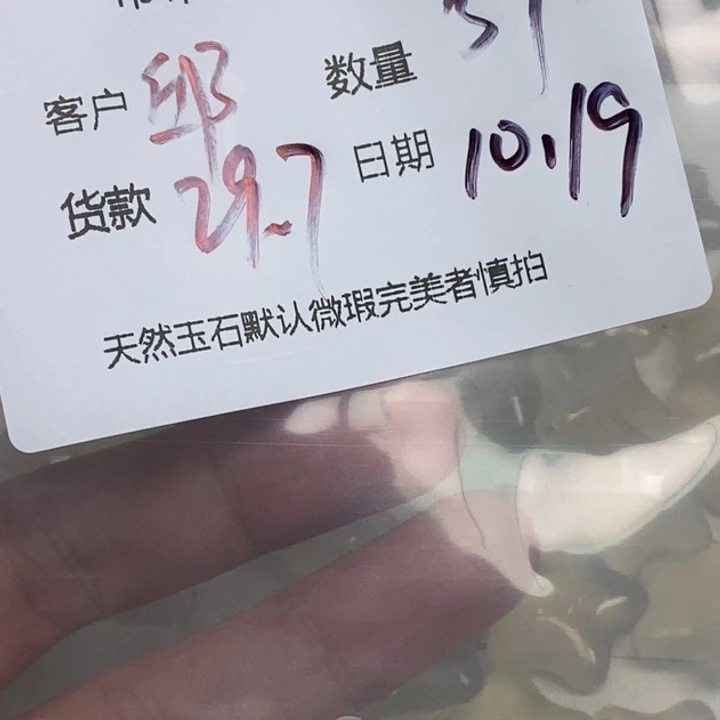 客户 邱 数量
货款 29.7 日期 10.19
天然玉石默认微瑕完美者慎拍